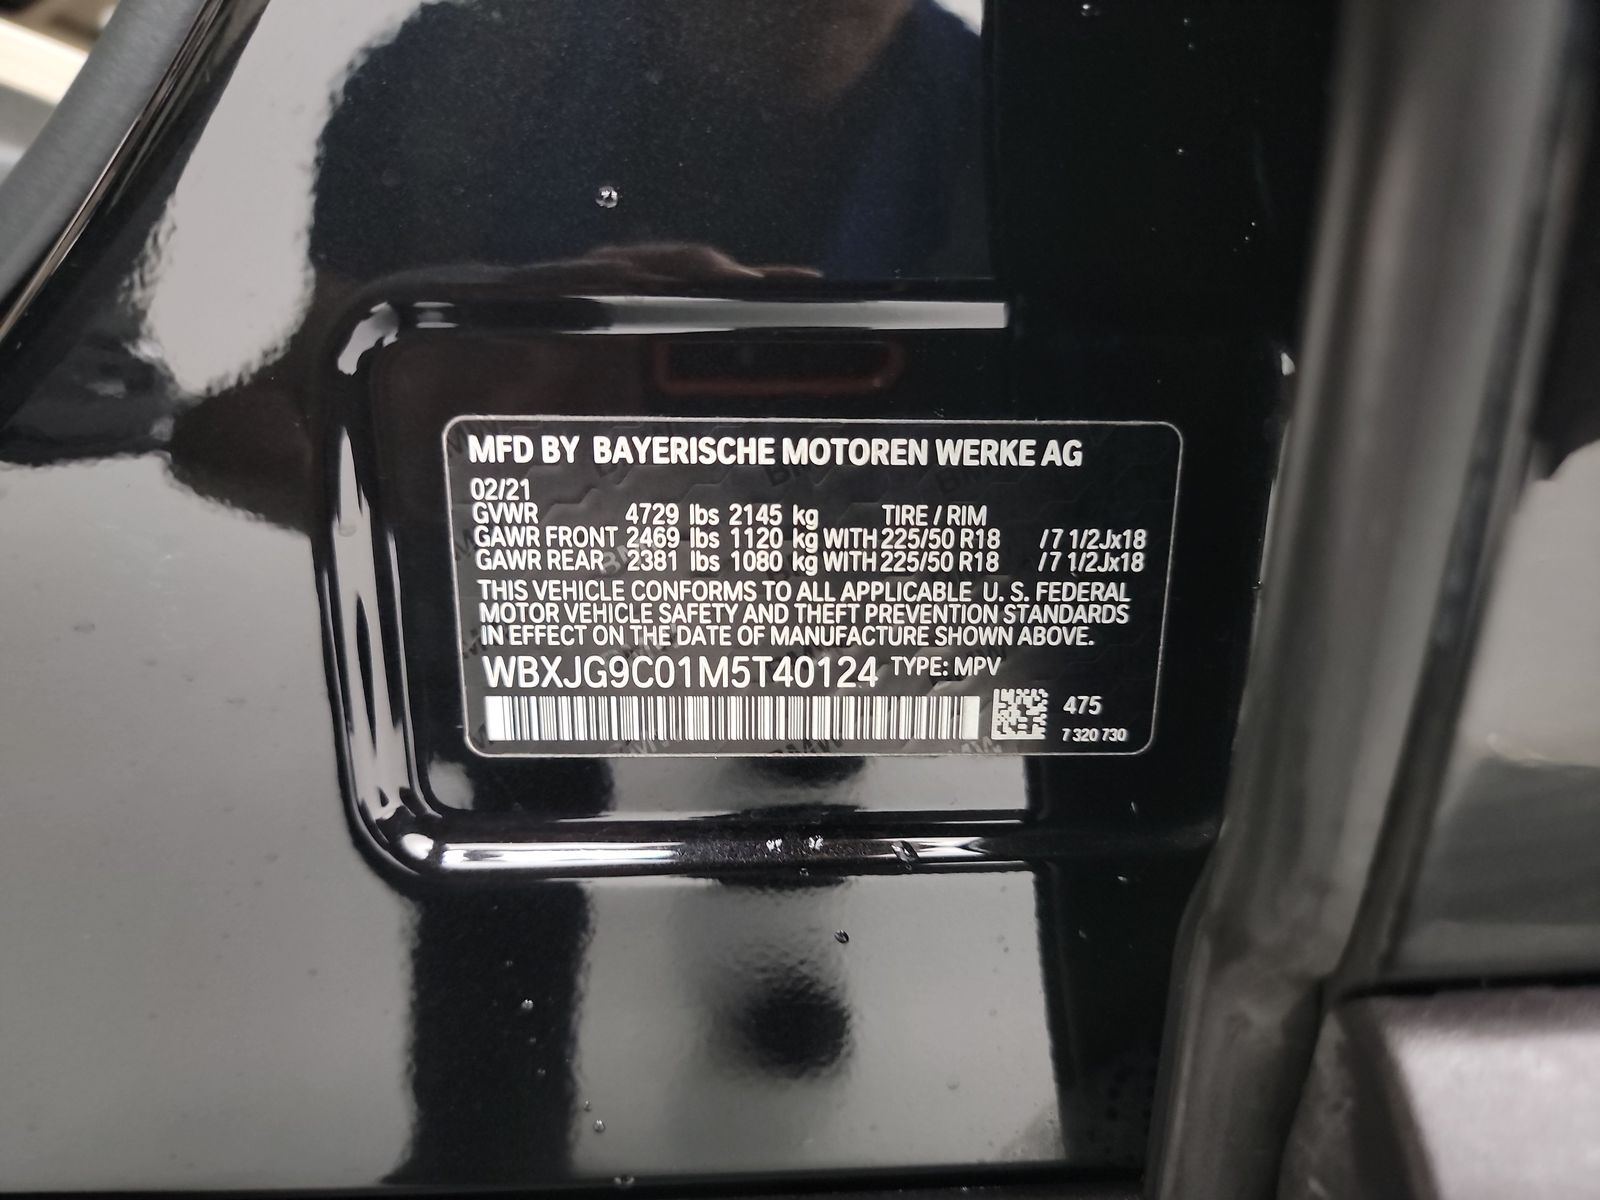 MFD BY BAYERISCHE MOTOREN WERKE AG
02/21
GVWR 4729 lbs 2145 kg TIRE / RIM
GAWR FRONT 2469 lbs 1120 kg WITH 225/50 R18 /7 1/2Jx18
GAWR REAR 2381 lbs 1080 kg WITH 225/50 R18 /7 1/2Jx18
THIS VEHICLE CONFORMS TO ALL APPLICABLE U. S. FEDERAL
MOTOR VEHICLE SAFETY AND THEFT PREVENTION STANDARDS
IN EFFECT ON THE DATE OF MANUFACTURE SHOWN ABOVE.
WBXJG9C01M5T40124 TYPE: MPV
475
7 320 730